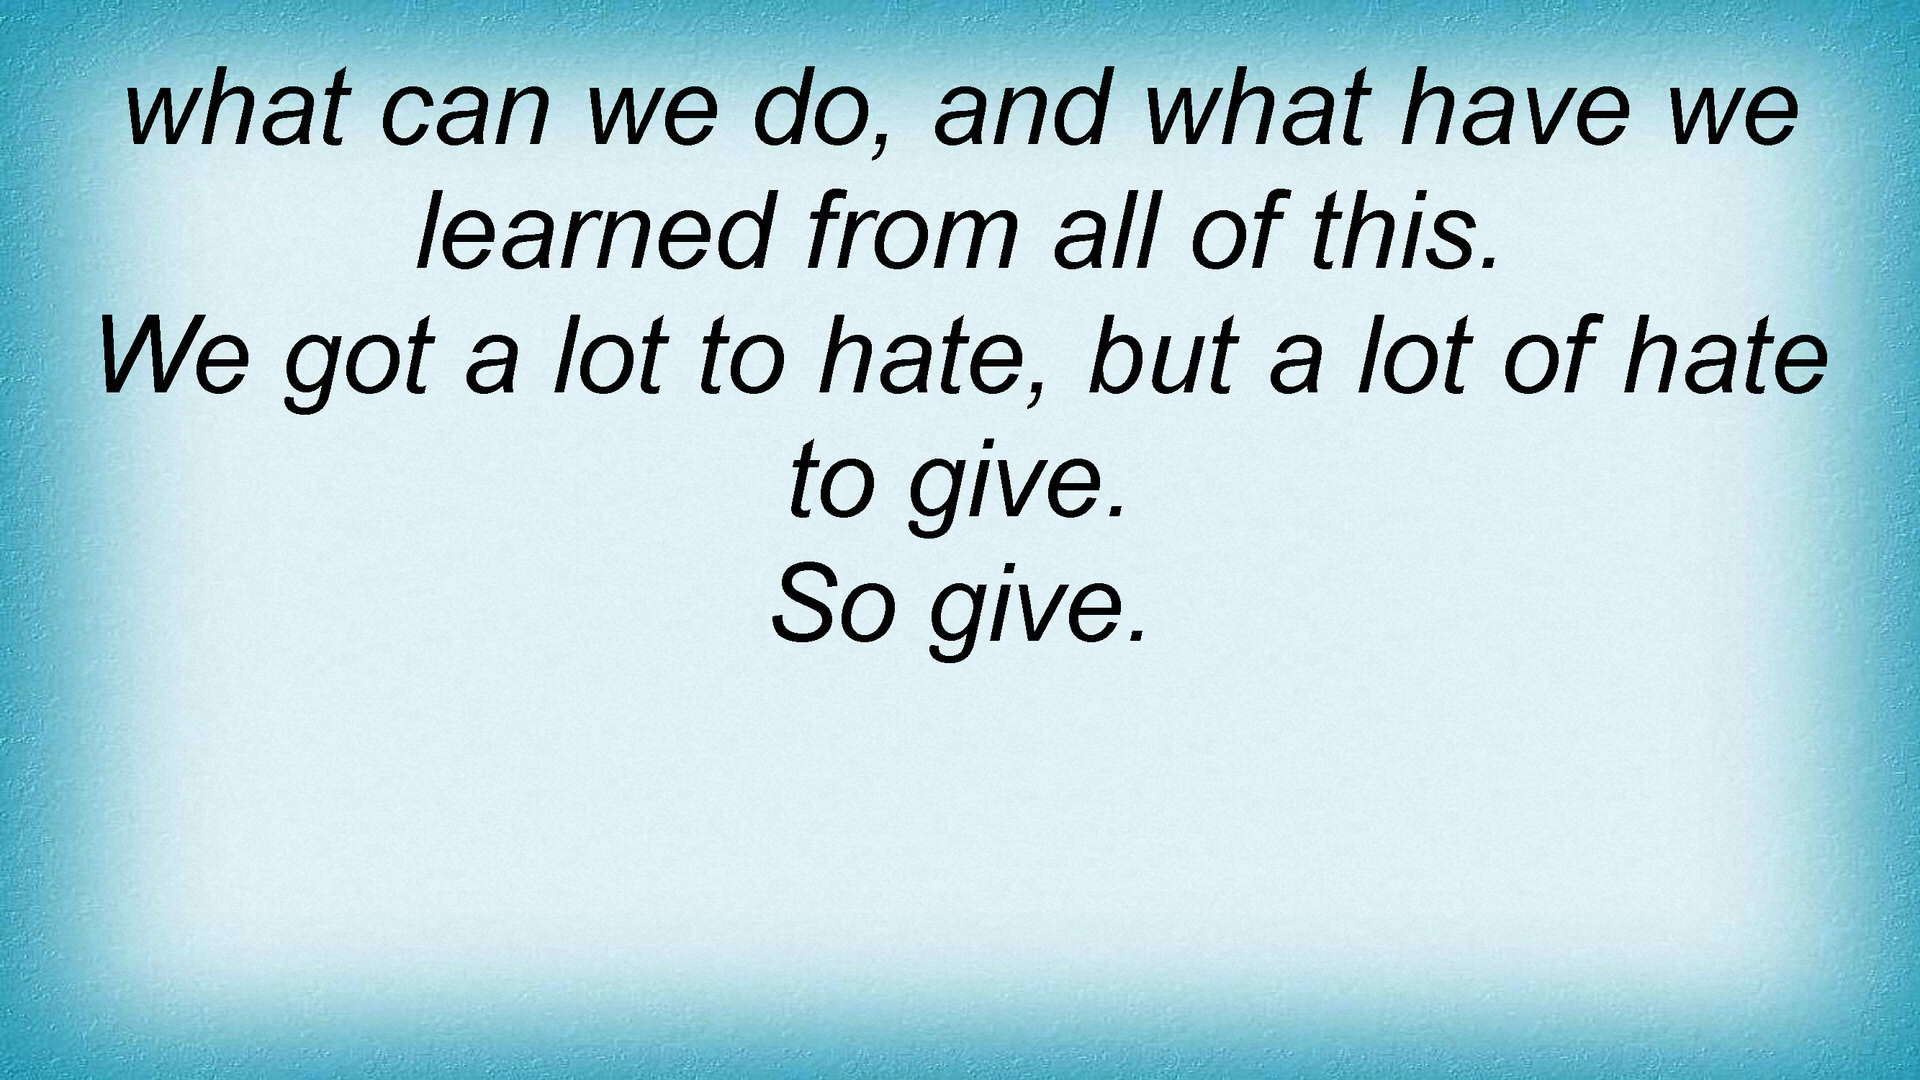 what can we do, and what have we
learned from all of this.
We got a lot to hate, but a lot of hate
to give.
So give.